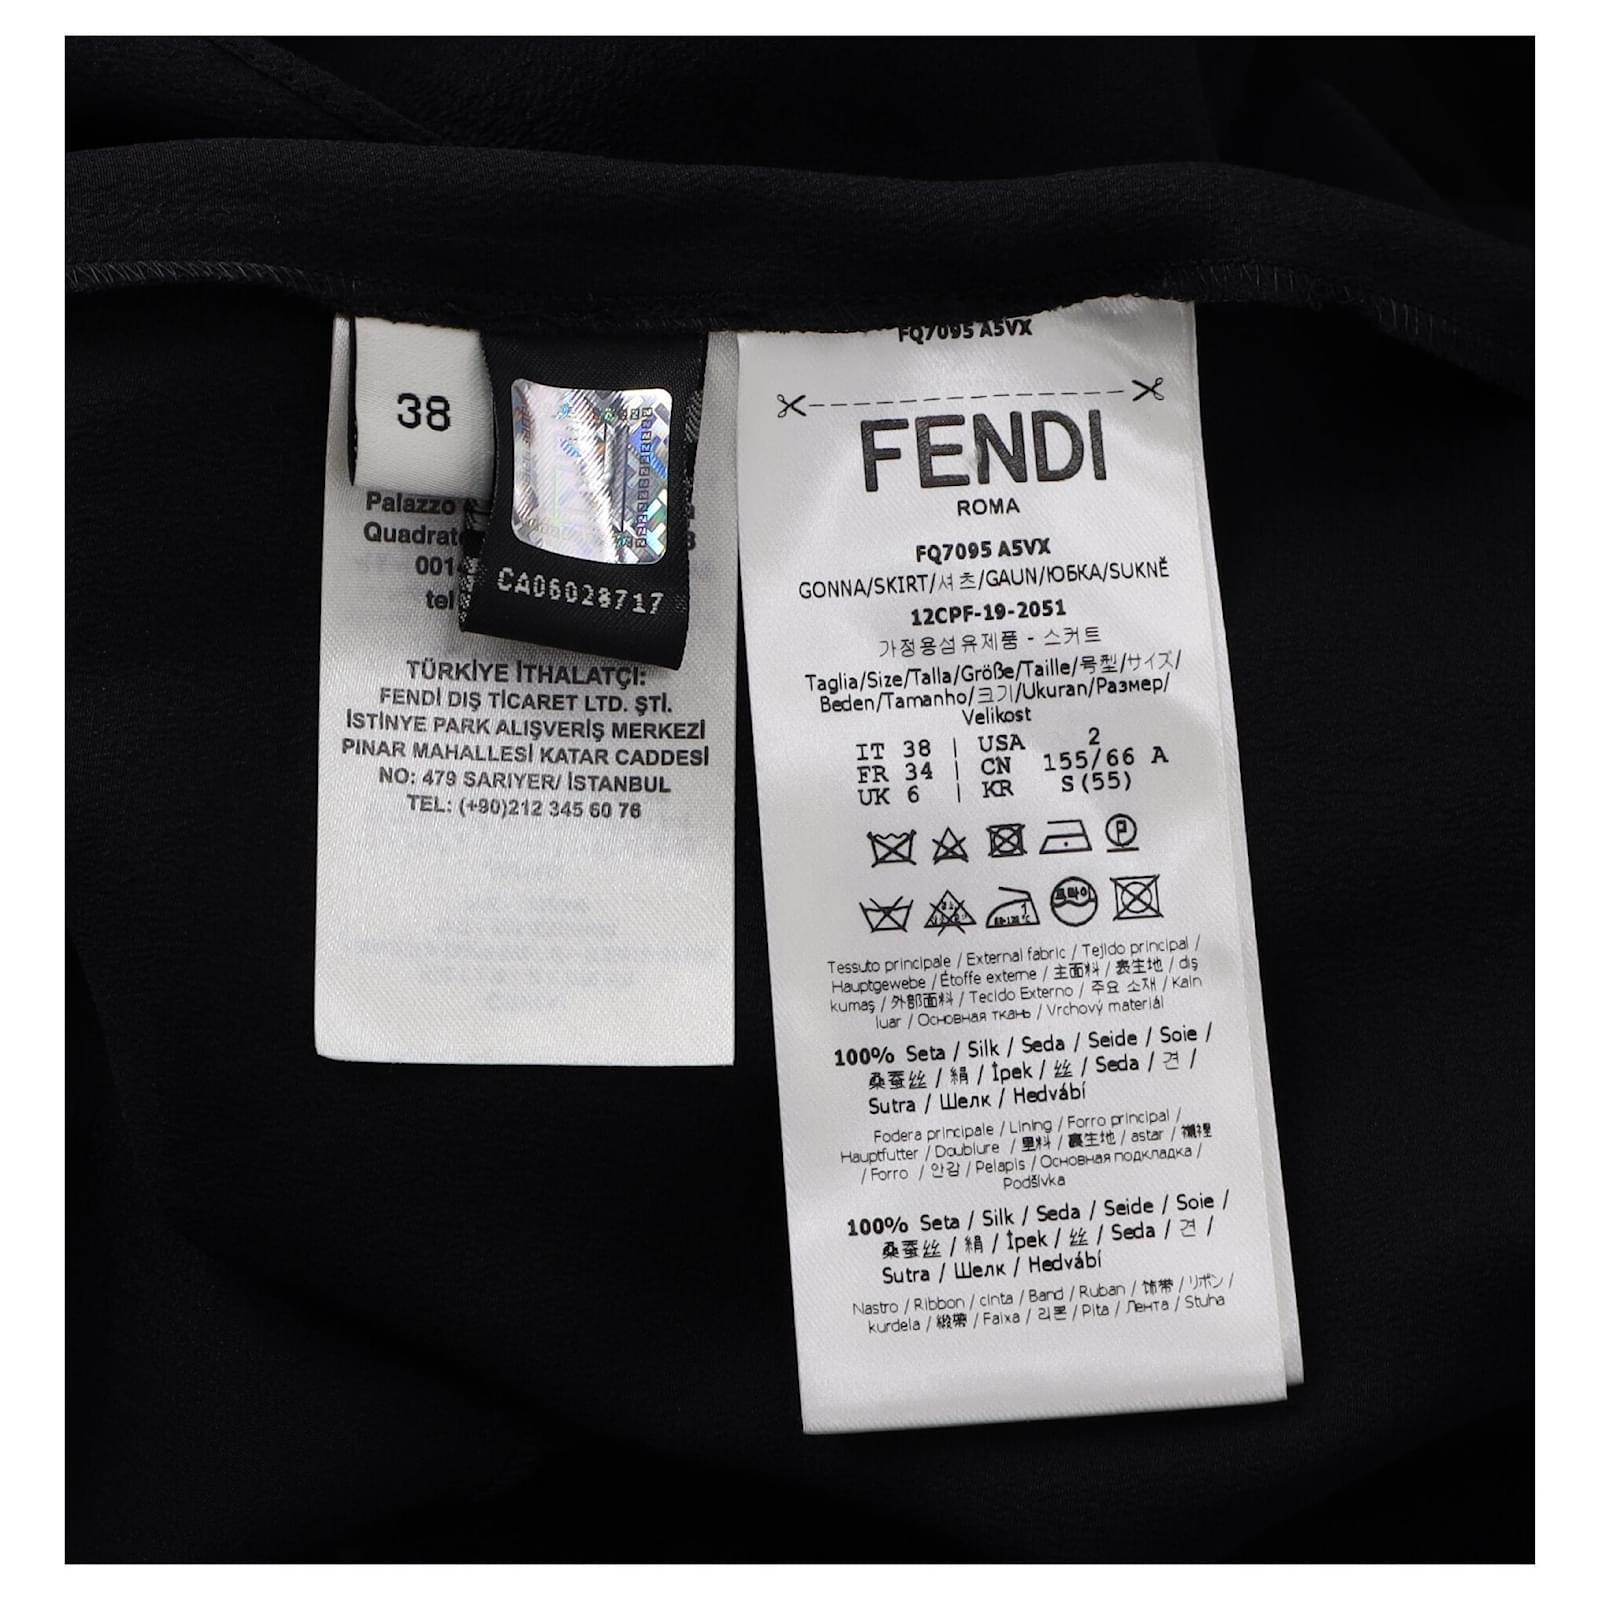 38
Palazzo
Quadrat
001
tel
CA06028717
TÜRKİYE İTHALATÇI:
FENDİ DIŞ TİCARET LTD. ŞTİ.
İSTİNYE PARK ALIŞVERİŞ MERKEZİ
PINAR MAHALLESİ KATAR CADDESİ
NO: 479 SARIYER/ İSTANBUL
TEL: (+90)212 345 60 76
FQ7095 A5VX
FENDI
ROMA
FQ7095 A5VX
GONNA/SKIRT/셔츠/GAUN/ЮБКА/SUKNĚ
12CPF-19-2051
가정용섬유제품 - 스커트
Taglia/Size/Talla/Größe/Taille/号型/サイズ/
Beden/Tamanho/크기/Ukuran/Размер/
Velikost
IT 38 | USA 2
FR 34 | CN 155/66 A
UK 6 | KR S(55)
Tessuto principale / External fabric / Tejido principal /
Hauptgewebe / Étoffe externe / 主面料 / 表生地 / dış
kumaş / 外部面料 / Tecido Externo / 주요 소재 / Kain
luar / Основная ткань / Vrchový materiál
100% Seta / Silk / Seda / Seide / Soie /
桑蚕丝 / 絹 / İpek / 丝 / Seda / 견 /
Sutra / Шелк / Hedvábí
Fodera principale / Lining / Forro principal /
Hauptfutter / Doublure / 里料 / 裏生地 / astar / 襯裡
/ Forro / 안감 / Pelapis / Основная подкладка /
Podšívka
100% Seta / Silk / Seda / Seide / Soie /
桑蚕丝 / 絹 / İpek / 丝 / Seda / 견 /
Sutra / Шелк / Hedvábí
Nastro / Ribbon / cinta / Band / Ruban / 饰带 / リボン /
kurdela / 緞帶 / Faixa / 리본 / Pita / Лента / Stuha